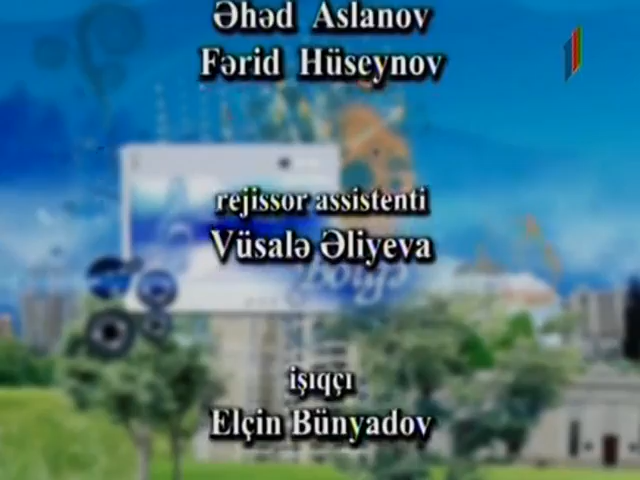 Əhəd Aslanov
Fərid Hüseynov
rejissor assistenti
Vüsalə Əliyeva
işıqçı
Elçin Bünyadov